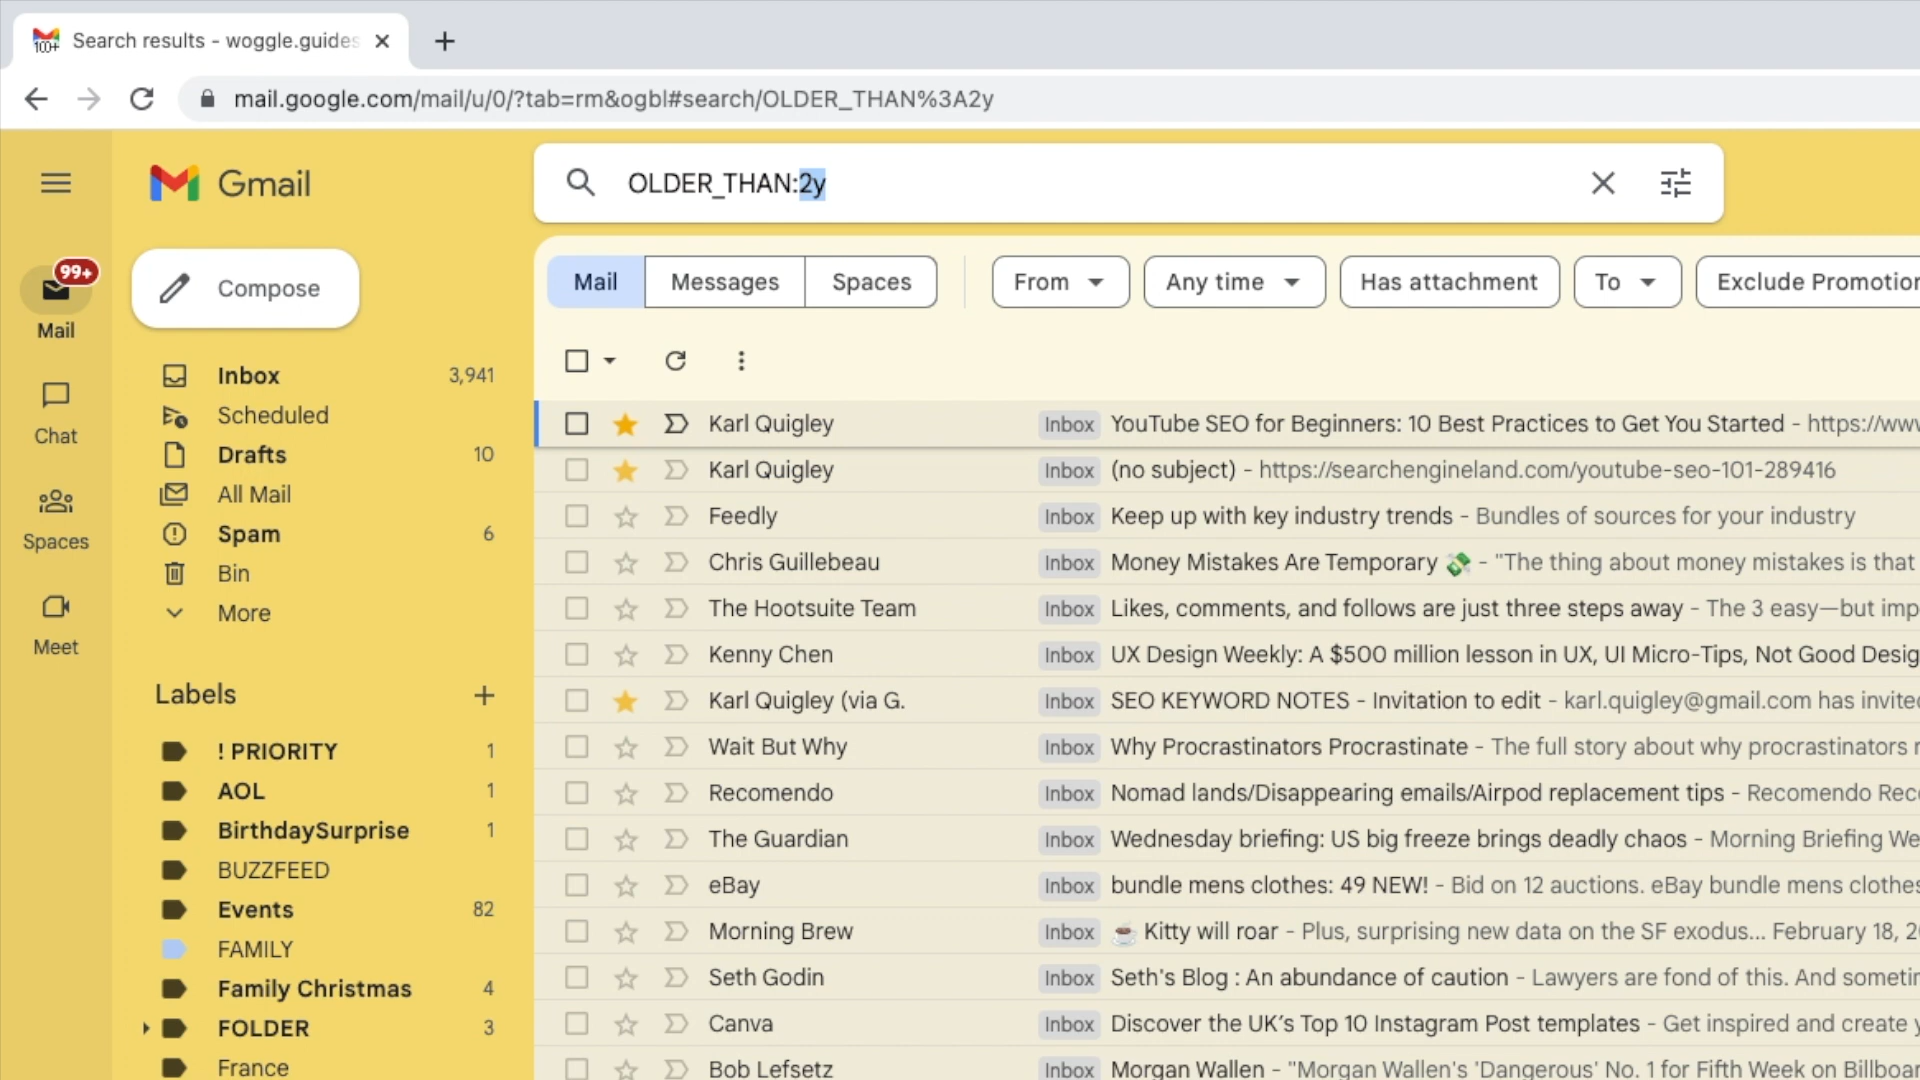 100+ Search results - woggle.guides
mail.google.com/mail/u/0/?tab=rm&ogbl#search/OLDER_THAN%3A2y
Gmail
OLDER_THAN:2y
99+
Mail
Chat
Spaces
Meet
Compose
Inbox 3,941
Scheduled
Drafts 10
All Mail
Spam 6
Bin
More
Labels +
! PRIORITY 1
AOL 1
BirthdaySurprise 1
BUZZFEED
Events 82
FAMILY
Family Christmas 4
FOLDER 3
France
Mail Messages Spaces From Any time Has attachment To Exclude Promotion
Karl Quigley Inbox YouTube SEO for Beginners: 10 Best Practices to Get You Started - https://www
Karl Quigley Inbox (no subject) - https://searchengineland.com/youtube-seo-101-289416
Feedly Inbox Keep up with key industry trends - Bundles of sources for your industry
Chris Guillebeau Inbox Money Mistakes Are Temporary 💸 - "The thing about money mistakes is that
The Hootsuite Team Inbox Likes, comments, and follows are just three steps away - The 3 easy—but imp
Kenny Chen Inbox UX Design Weekly: A $500 million lesson in UX, UI Micro-Tips, Not Good Desig
Karl Quigley (via G. Inbox SEO KEYWORD NOTES - Invitation to edit - karl.quigley@gmail.com has invited
Wait But Why Inbox Why Procrastinators Procrastinate - The full story about why procrastinators
Recomendo Inbox Nomad lands/Disappearing emails/Airpod replacement tips - Recomendo Reco
The Guardian Inbox Wednesday briefing: US big freeze brings deadly chaos - Morning Briefing We
eBay Inbox bundle mens clothes: 49 NEW! - Bid on 12 auctions. eBay bundle mens clothes
Morning Brew Inbox ☕ Kitty will roar - Plus, surprising new data on the SF exodus... February 18, 2
Seth Godin Inbox Seth's Blog : An abundance of caution - Lawyers are fond of this. And sometim
Canva Inbox Discover the UK's Top 10 Instagram Post templates - Get inspired and create y
Bob Lefsetz Inbox Morgan Wallen - "Morgan Wallen's 'Dangerous' No. 1 for Fifth Week on Billboar